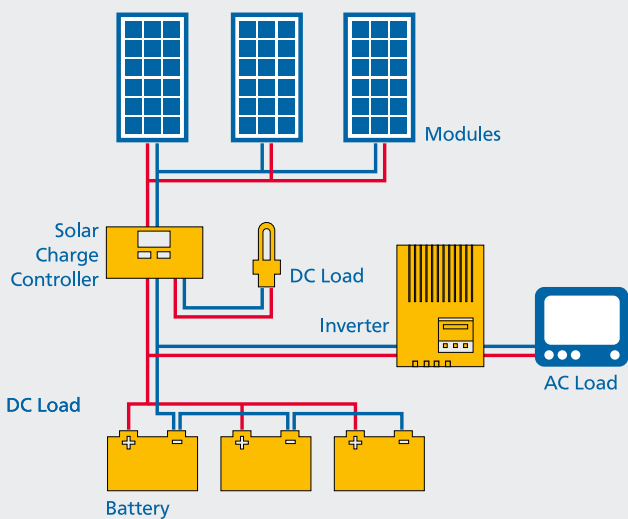 Modules
Solar
Charge
Controller
DC Load
Inverter
AC Load
DC Load
Battery